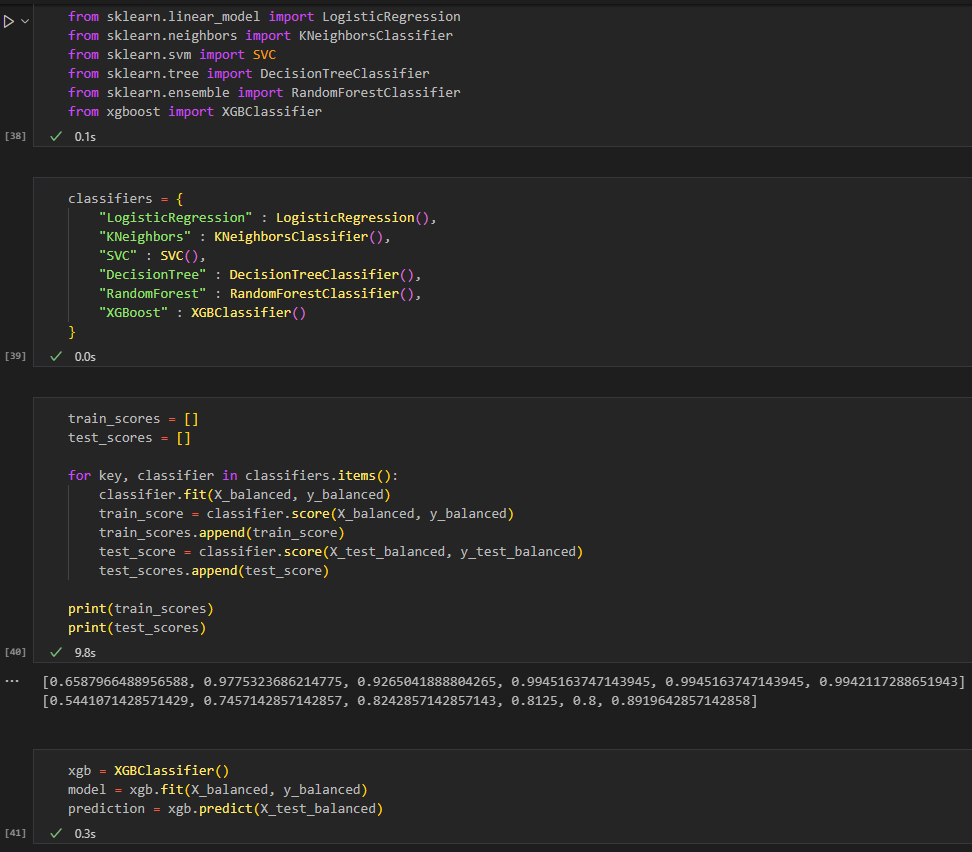 from sklearn.linear_model import LogisticRegression
from sklearn.neighbors import KNeighborsClassifier
from sklearn.svm import SVC
from sklearn.tree import DecisionTreeClassifier
from sklearn.ensemble import RandomForestClassifier
from xgboost import XGBClassifier
[38] 0.1s
classifiers = {
    "LogisticRegression" : LogisticRegression(),
    "KNeighbors" : KNeighborsClassifier(),
    "SVC" : SVC(),
    "DecisionTree" : DecisionTreeClassifier(),
    "RandomForest" : RandomForestClassifier(),
    "XGBoost" : XGBClassifier()
}
[39] 0.0s
train_scores = []
test_scores = []
for key, classifier in classifiers.items():
    classifier.fit(X_balanced, y_balanced)
    train_score = classifier.score(X_balanced, y_balanced)
    train_scores.append(train_score)
    test_score = classifier.score(X_test_balanced, y_test_balanced)
    test_scores.append(test_score)
print(train_scores)
print(test_scores)
[40] 9.8s
[0.6587966488956588, 0.9775323686214775, 0.9265041888804265, 0.9945163747143945, 0.9945163747143945, 0.9942117288651943]
[0.5441071428571429, 0.7457142857142857, 0.8242857142857143, 0.8125, 0.8, 0.8919642857142858]
xgb = XGBClassifier()
model = xgb.fit(X_balanced, y_balanced)
prediction = xgb.predict(X_test_balanced)
[41] 0.3s